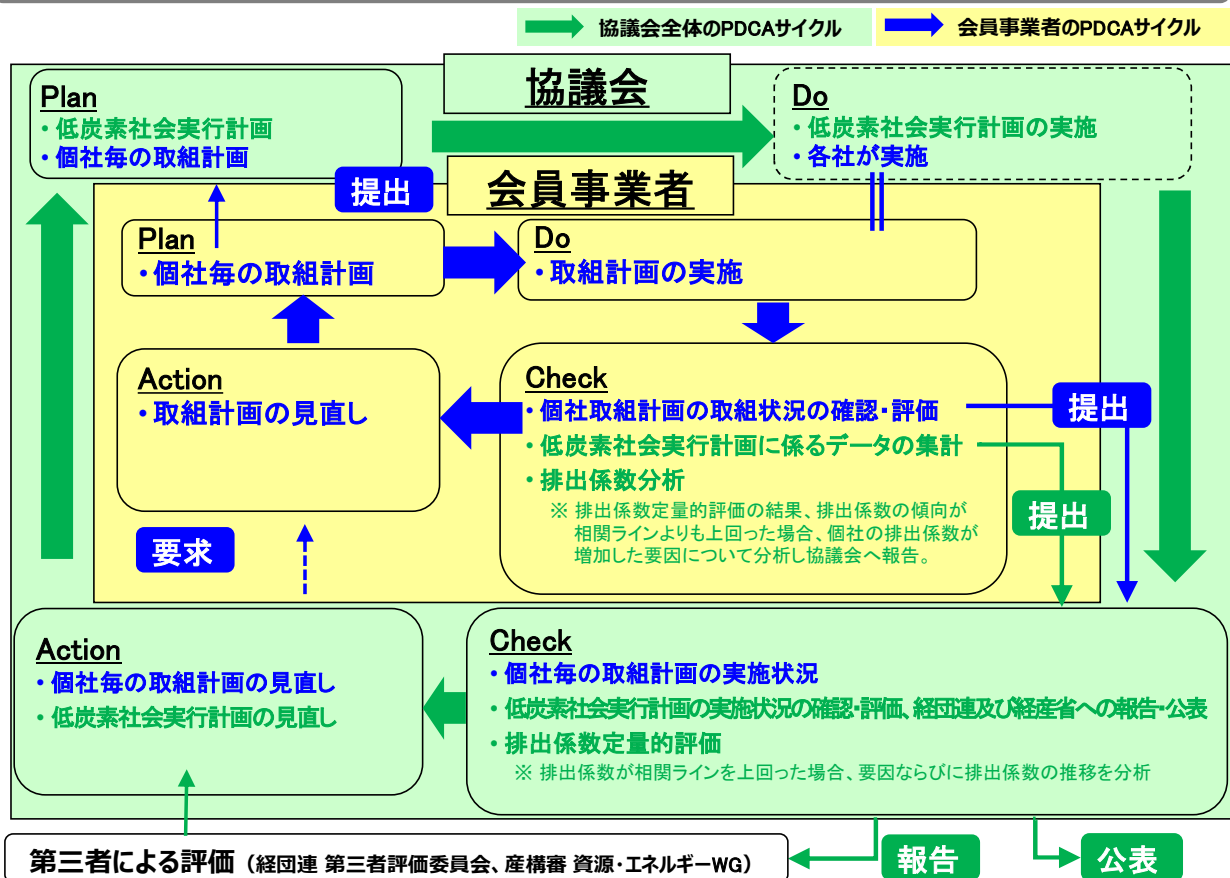 協議会全体のPDCAサイクル
会員事業者のPDCAサイクル
協議会
Plan
・低炭素社会実行計画
・個社毎の取組計画
Do
・低炭素社会実行計画の実施
・各社が実施
提出
会員事業者
Plan
・個社毎の取組計画
Do
・取組計画の実施
Action
・取組計画の見直し
Check
・個社取組計画の取組状況の確認・評価
・低炭素社会実行計画に係るデータの集計
・排出係数分析
※ 排出係数定量的評価の結果、排出係数の傾向が
相関ラインよりも上回った場合、個社の排出係数が
増加した要因について分析し協議会へ報告。
提出
提出
要求
Action
・個社毎の取組計画の見直し
・低炭素社会実行計画の見直し
Check
・個社毎の取組計画の実施状況
・低炭素社会実行計画の実施状況の確認・評価、経団連及び経産省への報告・公表
・排出係数定量的評価
※ 排出係数が相関ラインを上回った場合、要因ならびに排出係数の推移を分析
第三者による評価（経団連 第三者評価委員会、産構審 資源・エネルギーWG）
報告
公表